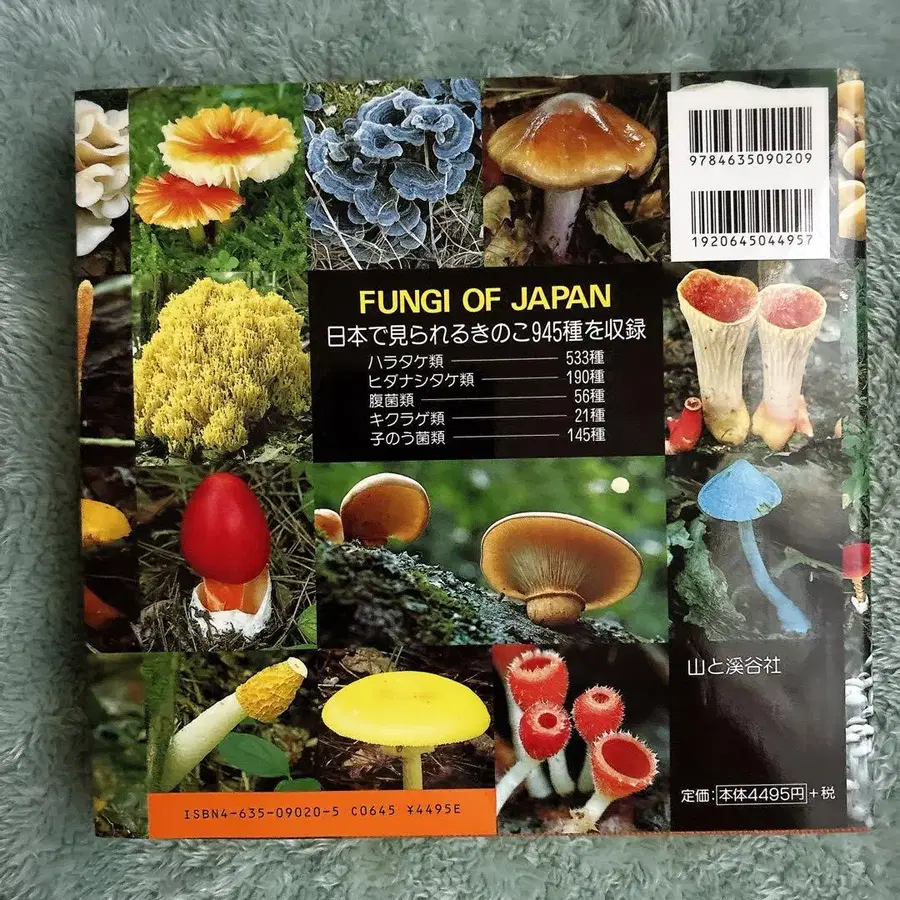 9784635090209
1920645044957
FUNGI OF JAPAN
日本で見られるきのこ945種を収録
ハラタケ類 533種
ヒダナシタケ類 190種
腹菌類 56種
キクラゲ類 21種
子のう菌類 145種
山と溪谷社
定価:本体4495円+税
ISBN4-635-09020-5 C0645 ¥4495E